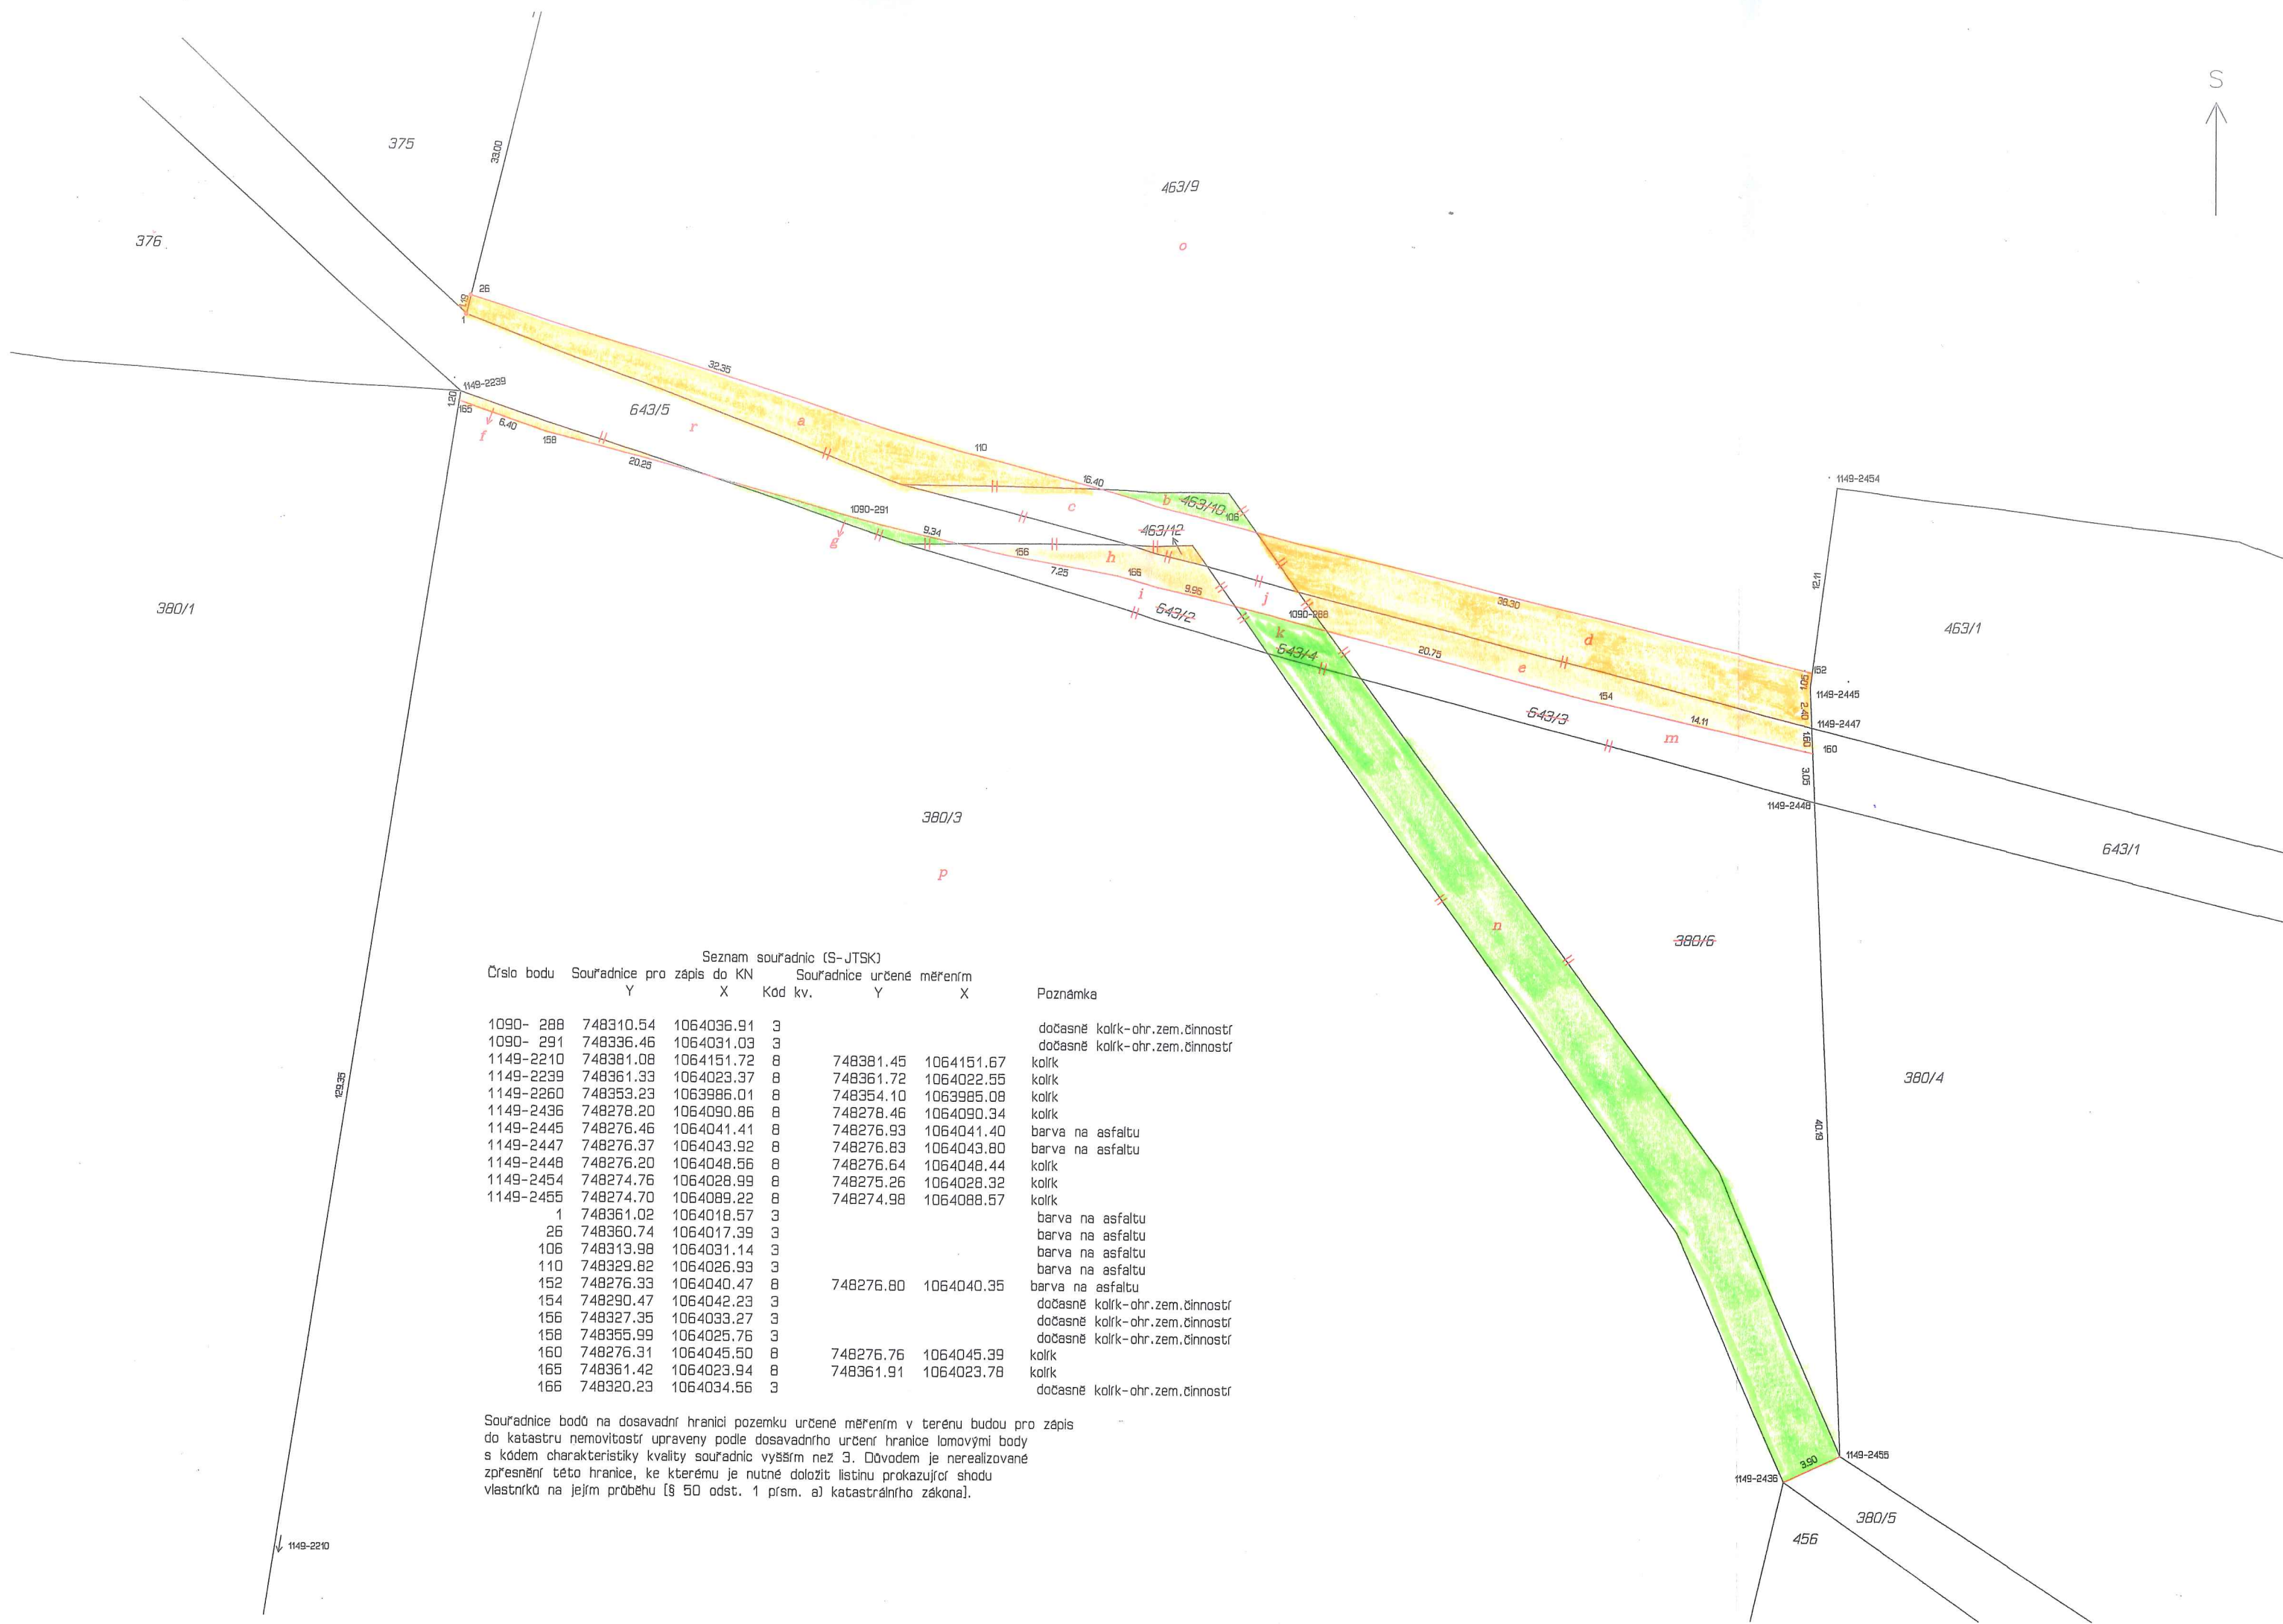 S
375
33.00
463/9
o
376
26
1.19
1
32.35
1149-2239
1.20
165
643/5
r
a
f
6.40
158
20.25
110
16.40
1149-2454
c
b
463/10
106
1090-291
9.34
463/12
g
156
h
7.25
166
9.95
i
j
12.11
38.30
380/1
643/2
1090-288
k
d
463/1
643/4
20.75
e
152
1.05
1149-2445
154
2.40
643/3
14.11
1149-2447
m
1.60
160
3.05
1149-2448
380/3
643/1
p
n
380/6
Seznam souřadnic (S-JTSK)
Číslo bodu Souřadnice pro zápis do KN Souřadnice určené měřením
Y X Kód kv. Y X Poznámka
1090- 288 748310.54 1064036.91 3 dočasně kolík-ohr.zem.činností
1090- 291 748336.46 1064031.03 3 dočasně kolík-ohr.zem.činností
1149-2210 748381.08 1064151.72 8 748381.45 1064151.67 kolík
1149-2239 748361.33 1064023.37 8 748361.72 1064022.55 kolík
1149-2260 748353.23 1063986.01 8 748354.10 1063985.08 kolík
1149-2436 748278.20 1064090.86 8 748278.46 1064090.34 kolík
1149-2445 748276.46 1064041.41 8 748276.93 1064041.40 barva na asfaltu
1149-2447 748276.37 1064043.92 8 748276.83 1064043.80 barva na asfaltu
1149-2448 748276.20 1064048.56 8 748276.64 1064048.44 kolík
1149-2454 748274.76 1064028.99 8 748275.26 1064028.32 kolík
1149-2455 748274.70 1064089.22 8 748274.98 1064088.57 kolík
1 748361.02 1064018.57 3 barva na asfaltu
26 748360.74 1064017.39 3 barva na asfaltu
106 748313.98 1064031.14 3 barva na asfaltu
110 748329.82 1064026.93 3 barva na asfaltu
152 748276.33 1064040.47 8 748276.80 1064040.35 barva na asfaltu
154 748290.47 1064042.23 3 dočasně kolík-ohr.zem.činností
156 748327.35 1064033.27 3 dočasně kolík-ohr.zem.činností
158 748355.99 1064025.76 3 dočasně kolík-ohr.zem.činností
160 748276.31 1064045.50 8 748276.76 1064045.39 kolík
165 748361.42 1064023.94 8 748361.91 1064023.78 kolík
166 748320.23 1064034.56 3 dočasně kolík-ohr.zem.činností
Souřadnice bodů na dosavadní hranici pozemku určené měřením v terénu budou pro zápis
do katastru nemovitostí upraveny podle dosavadního určení hranice lomovými body
s kódem charakteristiky kvality souřadnic vyšším než 3. Důvodem je nerealizované
zpřesnění této hranice, ke kterému je nutné doložit listinu prokazující shodu
vlastníků na jejím průběhu [§ 50 odst. 1 písm. a) katastrálního zákona].
129.35
380/4
40.19
1149-2455
3.90
1149-2436
380/5
456
1149-2210